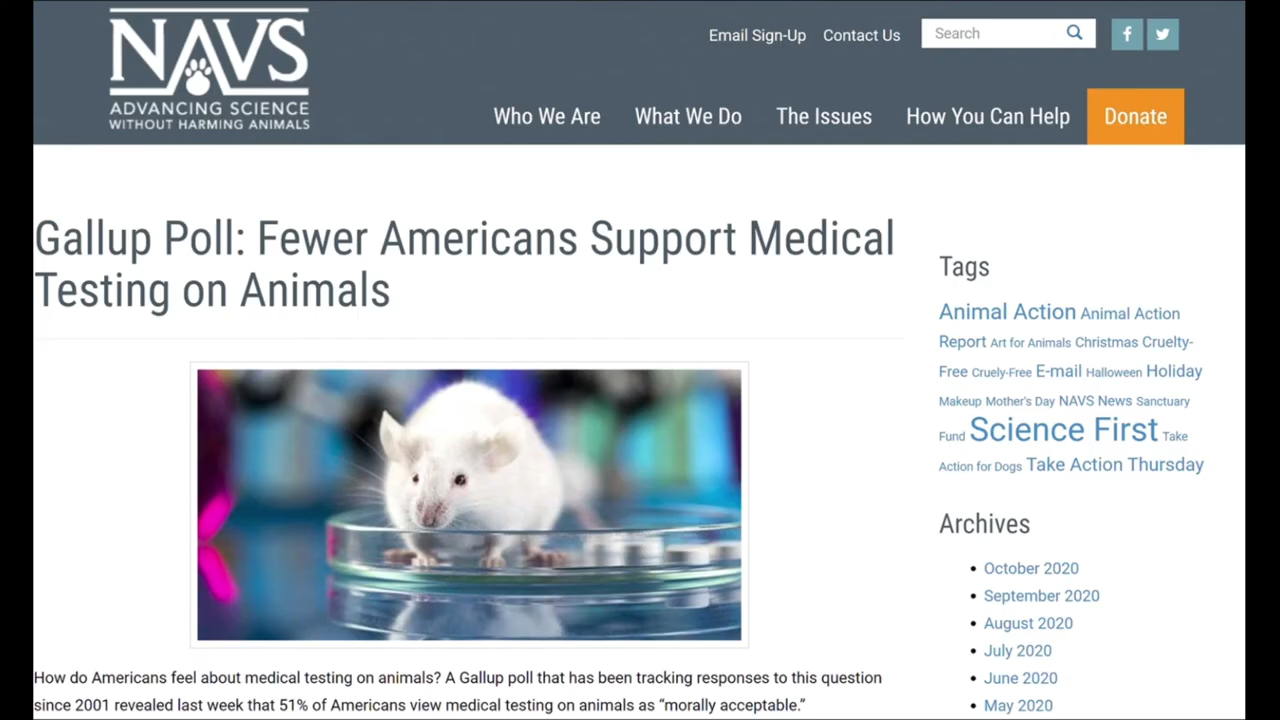 NAVS
ADVANCING SCIENCE
WITHOUT HARMING ANIMALS
Email Sign-Up Contact Us Search
Who We Are What We Do The Issues How You Can Help Donate
Gallup Poll: Fewer Americans Support Medical
Testing on Animals
How do Americans feel about medical testing on animals? A Gallup poll that has been tracking responses to this question
since 2001 revealed last week that 51% of Americans view medical testing on animals as “morally acceptable.”
Tags
Animal Action Animal Action
Report Art for Animals Christmas Cruelty-
Free Cruely-Free E-mail Halloween Holiday
Makeup Mother's Day NAVS News Sanctuary
Fund Science First Take
Action for Dogs Take Action Thursday
Archives
October 2020
September 2020
August 2020
July 2020
June 2020
May 2020